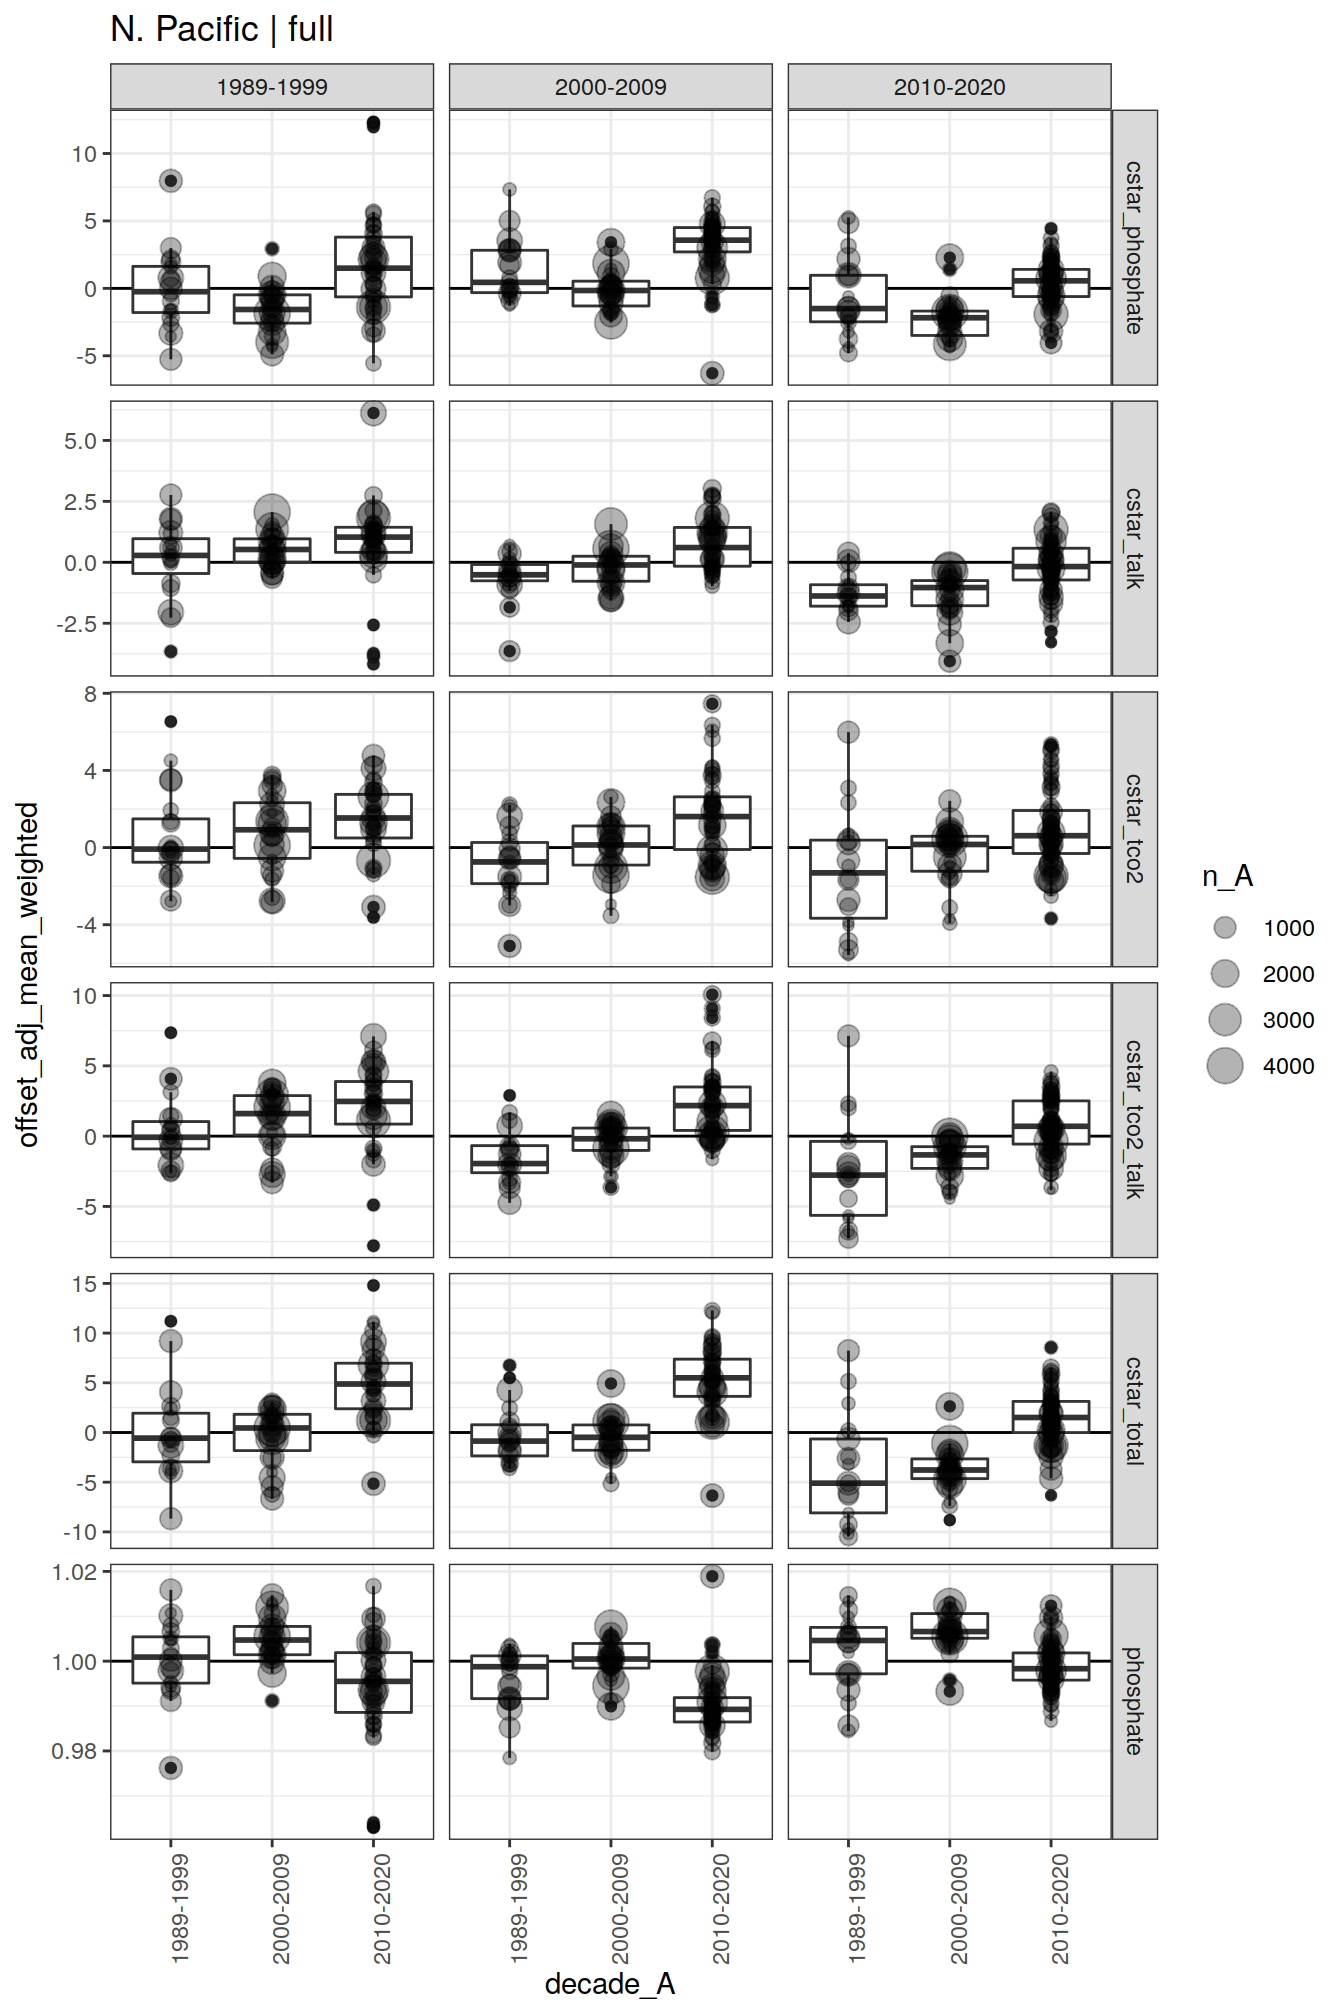 N. Pacific | full
1989-1999 2000-2009 2010-2020
10
5
0
-5
cstar_phosphate
5.0
2.5
0.0
-2.5
cstar_talk
8
4
0
-4
cstar_tco2
10
5
0
-5
cstar_tco2_talk
15
10
5
0
-5
-10
cstar_total
1.02
1.00
0.98
phosphate
offset_adj_mean_weighted
1989-1999 2000-2009 2010-2020 1989-1999 2000-2009 2010-2020 1989-1999 2000-2009 2010-2020
decade_A
n_A
1000
2000
3000
4000